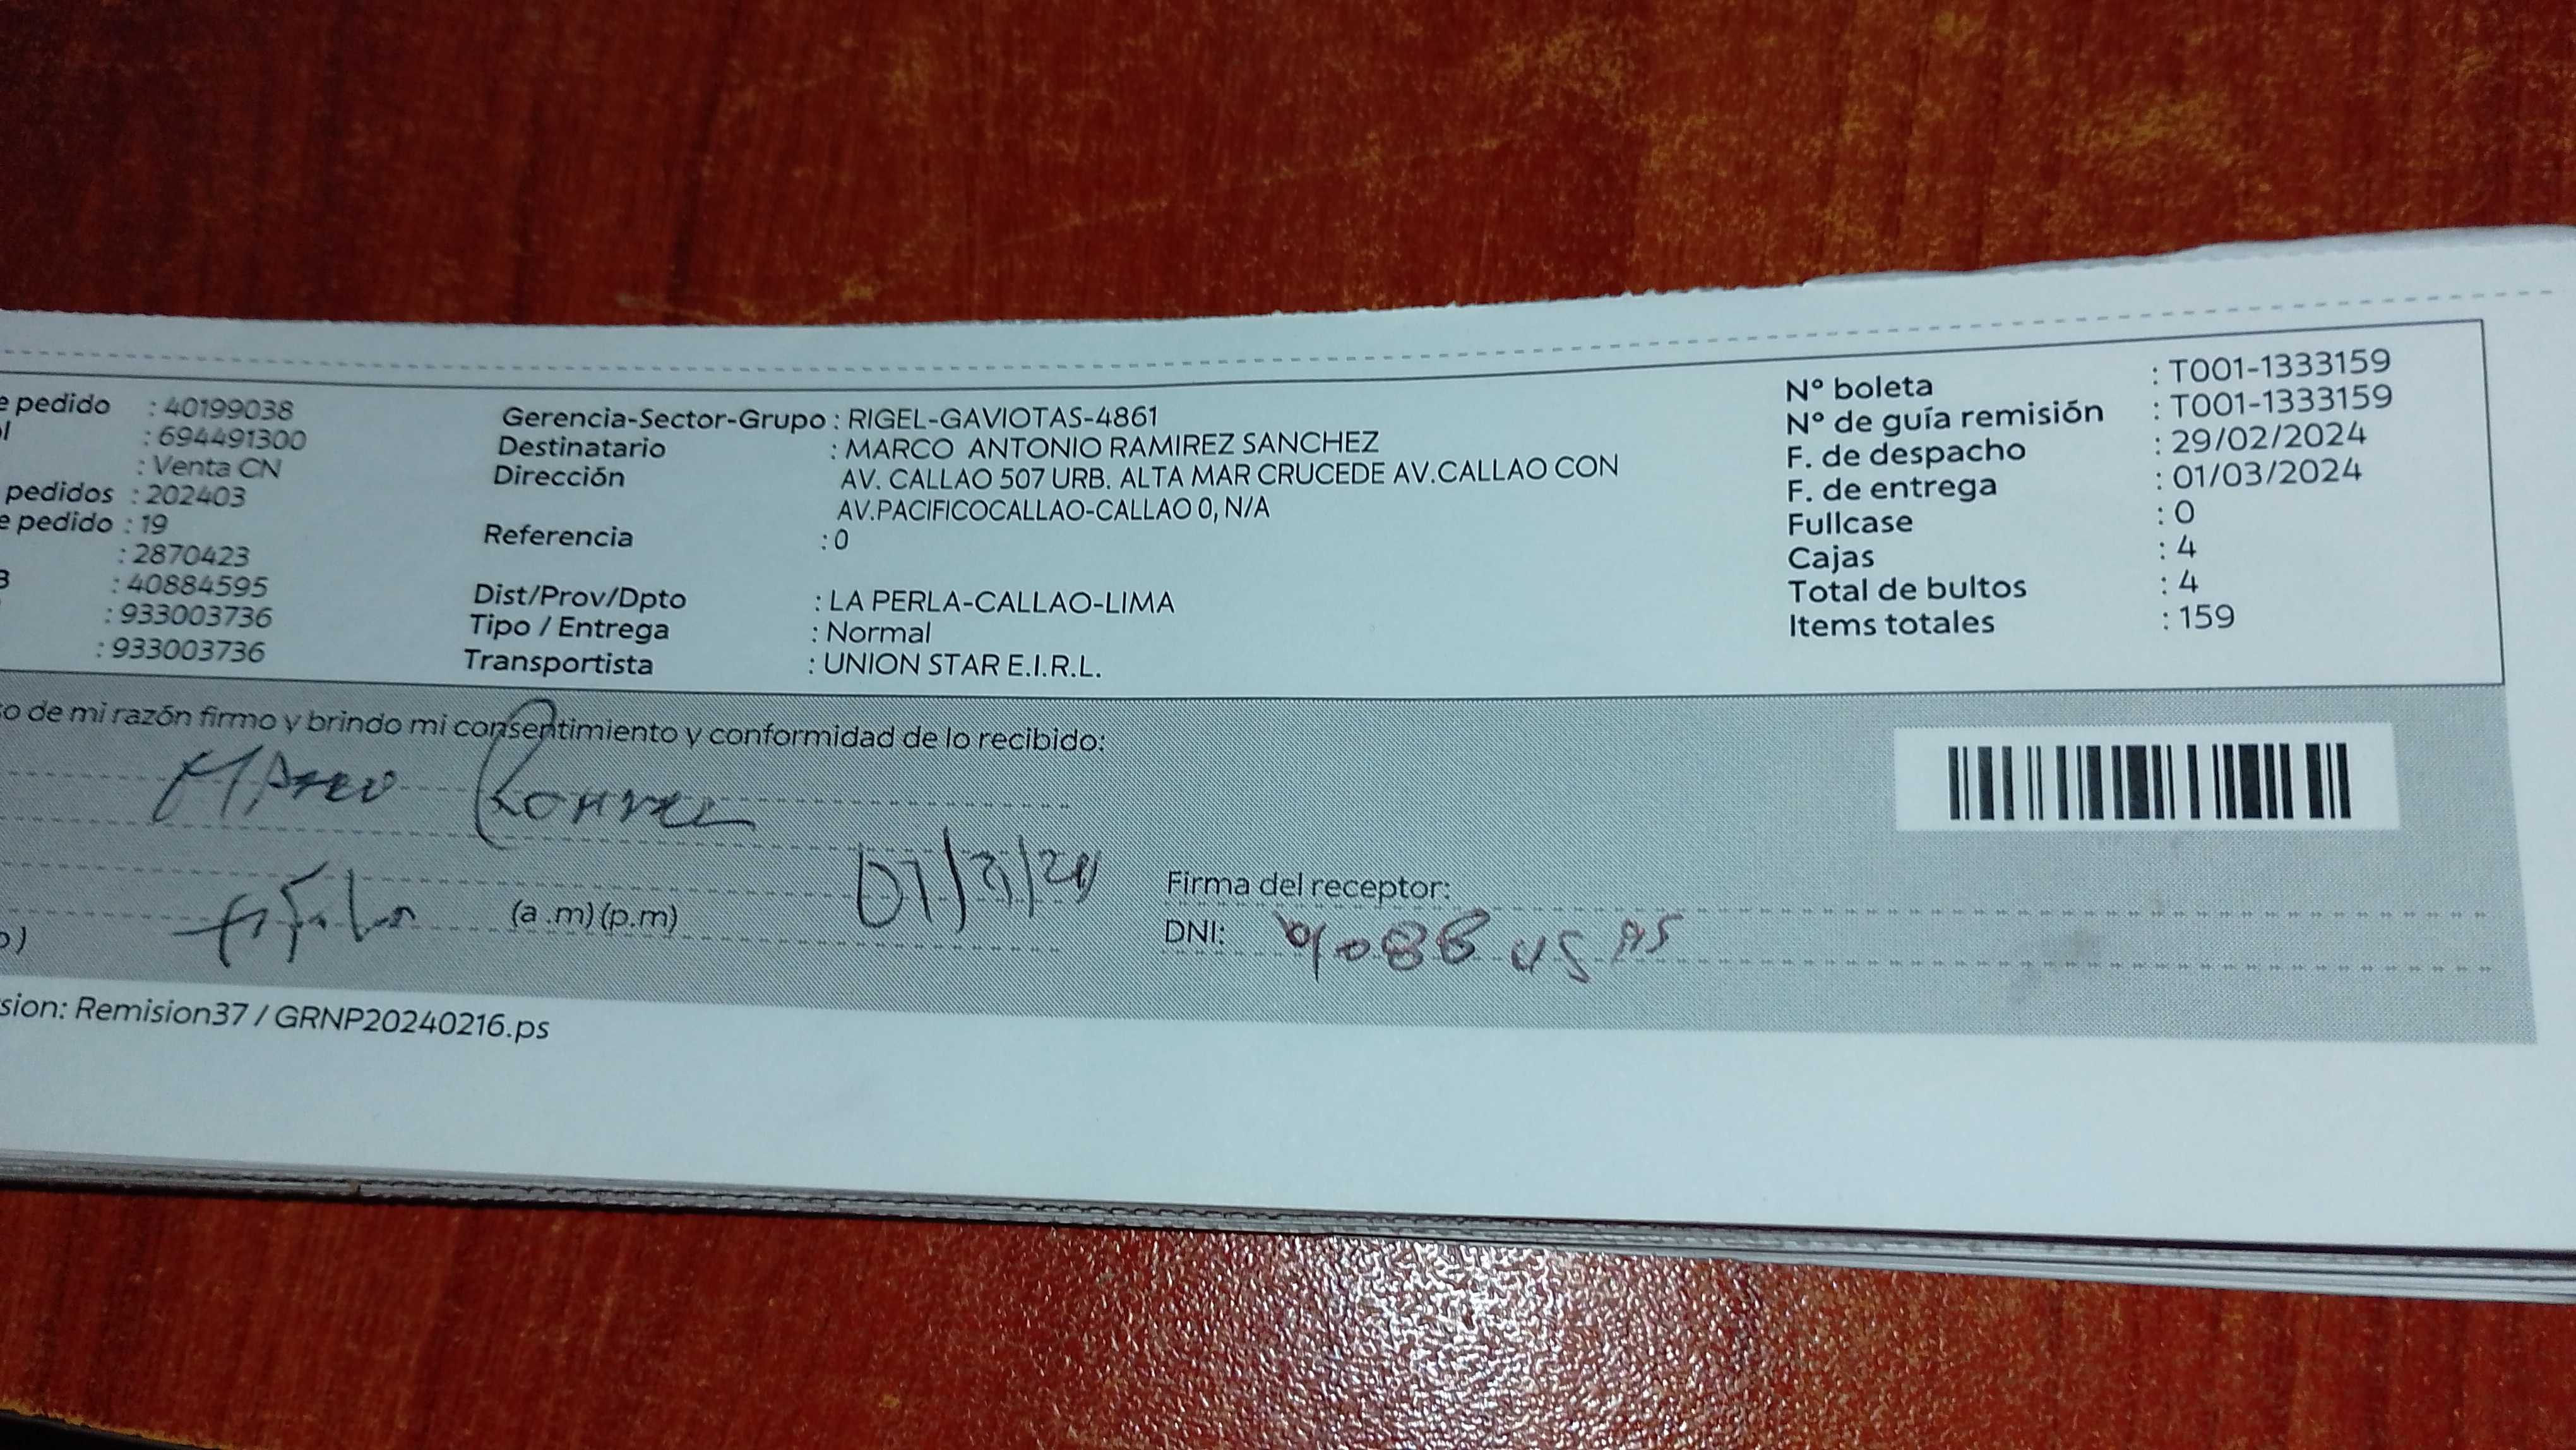 e pedido : 40199038
: 694491300
: Venta CN
pedidos : 202403
e pedido : 19
: 2870423
: 40884595
: 933003736
: 933003736
Gerencia-Sector-Grupo : RIGEL-GAVIOTAS-4861
Destinatario : MARCO ANTONIO RAMIREZ SANCHEZ
Dirección AV. CALLAO 507 URB. ALTA MAR CRUCEDE AV.CALLAO CON
AV.PACIFICOCALLAO-CALLAO 0, N/A
Referencia : 0
Dist/Prov/Dpto : LA PERLA-CALLAO-LIMA
Tipo / Entrega : Normal
Transportista : UNION STAR E.I.R.L.
Nº boleta : T001-1333159
Nº de guía remisión : T001-1333159
F. de despacho : 29/02/2024
F. de entrega : 01/03/2024
Fullcase : 0
Cajas : 4
Total de bultos : 4
Items totales : 159
so de mi razón firmo y brindo mi consentimiento y conformidad de lo recibido:
Marco
(a .m) (p.m)
Firma del receptor:
DNI:
sion: Remision37 / GRNP20240216.ps